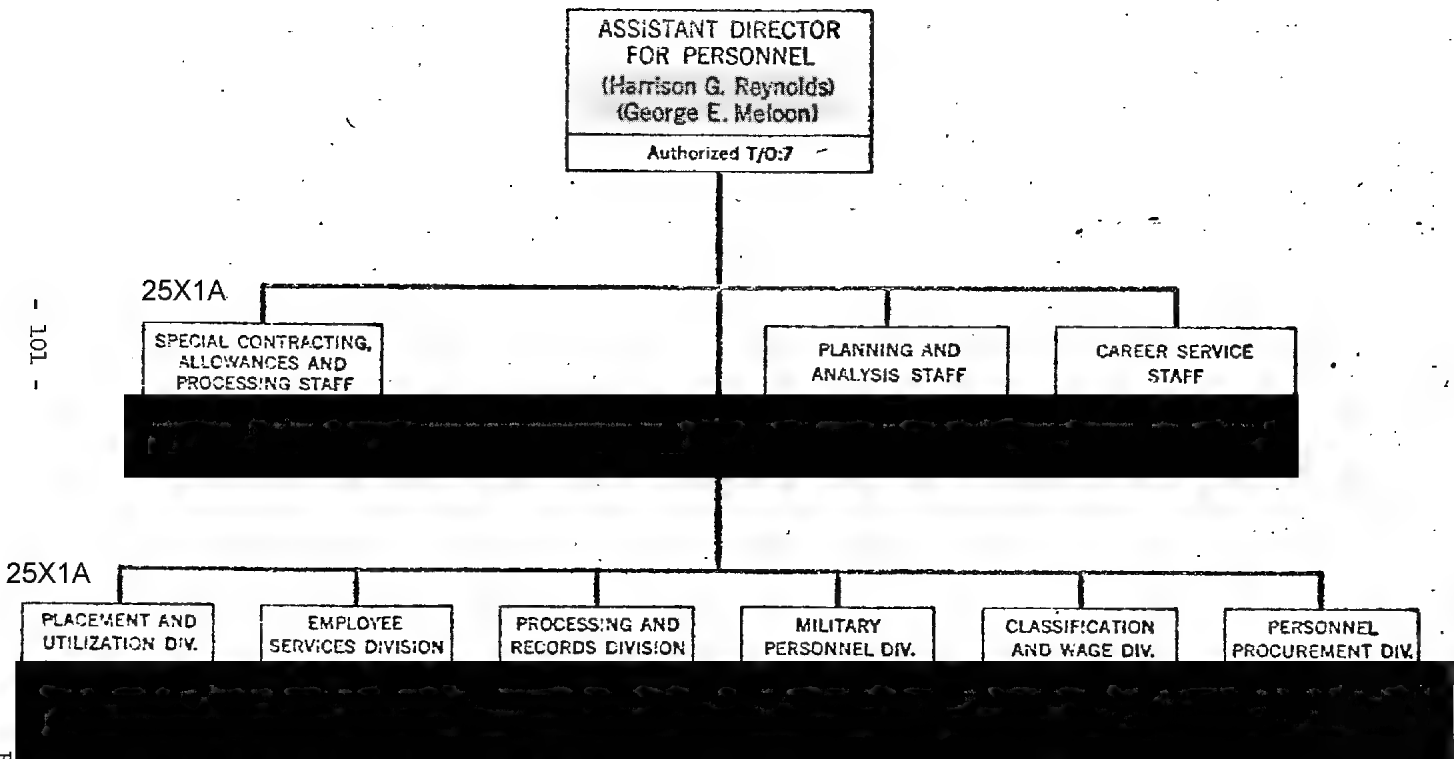 ASSISTANT DIRECTOR
FOR PERSONNEL
(Harrison G. Reynolds)
(George E. Meloon)
Authorized T/O:7
25X1A
- 101 -
SPECIAL CONTRACTING,
ALLOWANCES AND
PROCESSING STAFF
PLANNING AND
ANALYSIS STAFF
CAREER SERVICE
STAFF
25X1A
PLACEMENT AND
UTILIZATION DIV.
EMPLOYEE
SERVICES DIVISION
PROCESSING AND
RECORDS DIVISION
MILITARY
PERSONNEL DIV.
CLASSIFICATION
AND WAGE DIV.
PERSONNEL
PROCUREMENT DIV.